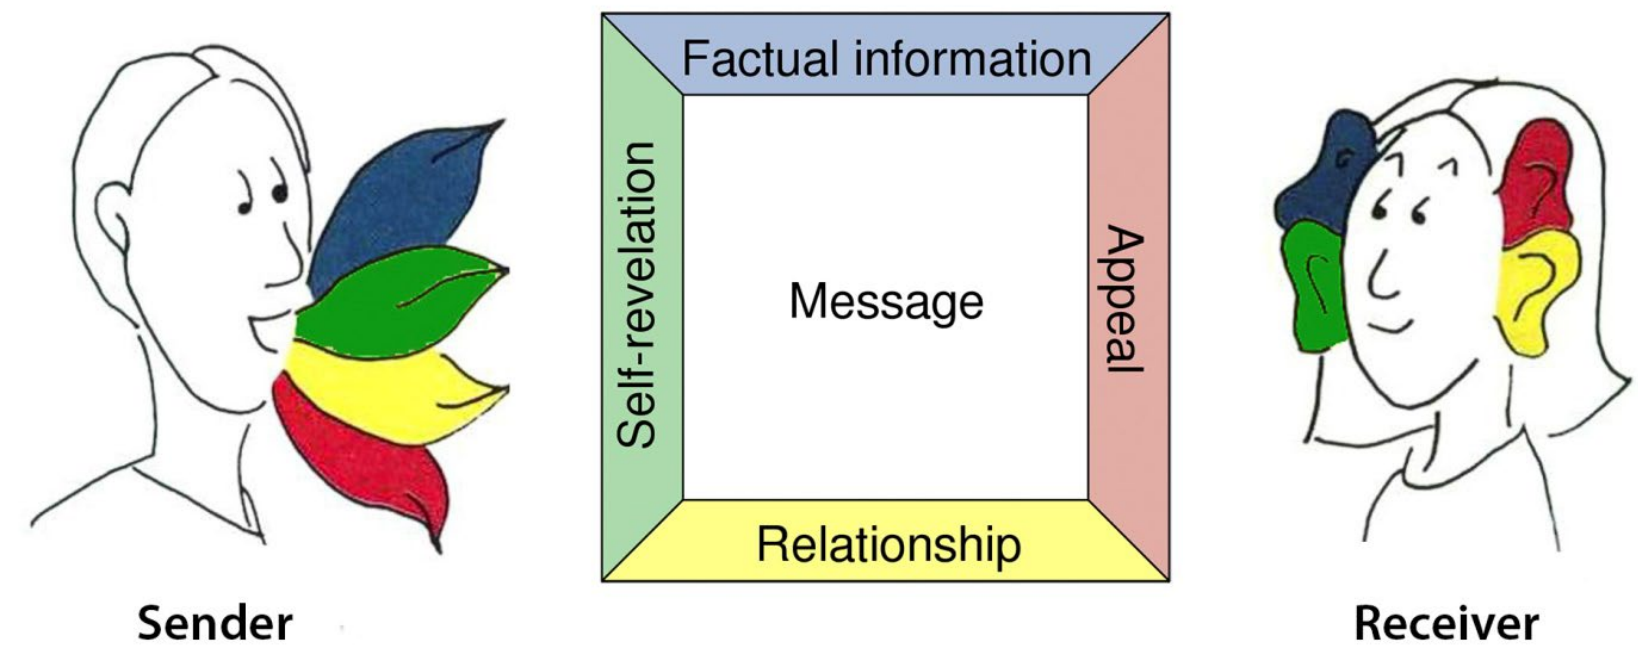 Factual information
Self-revelation
Message
Appeal
Relationship
Sender
Receiver